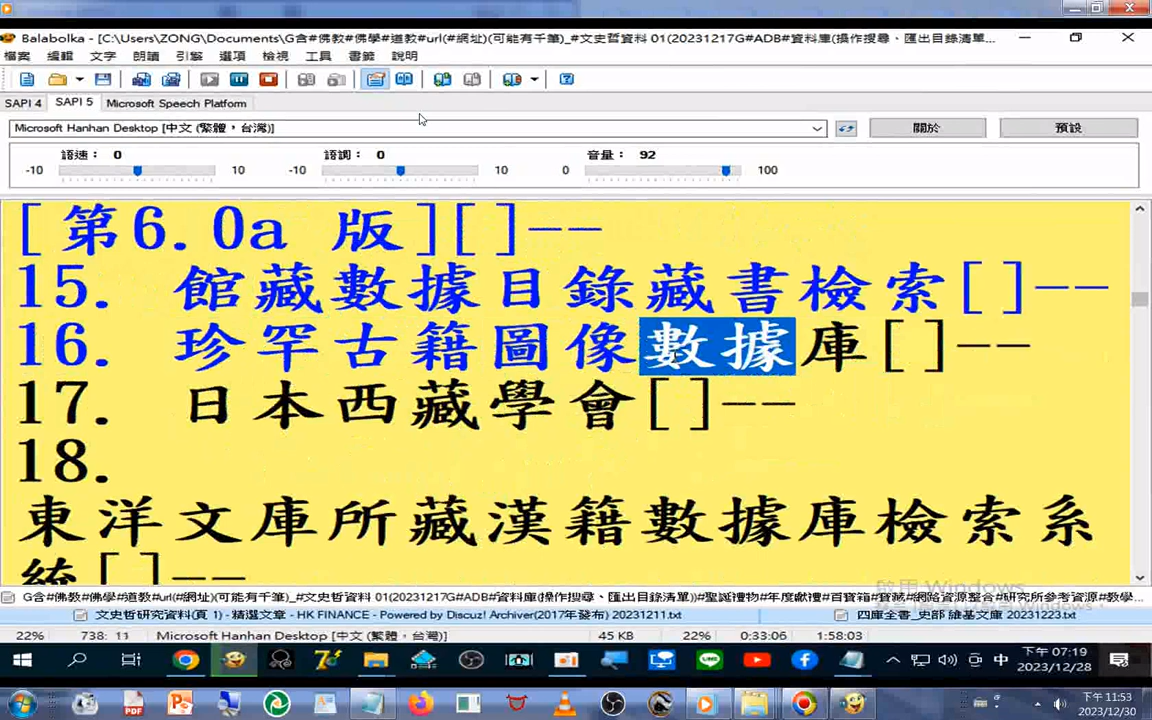 Balabolka - [C:\Users\ZONG\Documents\G含#佛教#佛學#道教#url(#網址)(可能有千筆)_#文史哲資料 01(20231217G#ADB#資料庫(操作搜尋、匯出目錄清單...
檔案 編輯 文字 朗讀 引擎 選項 檢視 工具 書籤 說明
SAPI 4 SAPI 5 Microsoft Speech Platform
Microsoft Hanhan Desktop [中文 (繁體，台灣)] 關於 預設
語速： 0 語調： 0 音量： 92
-10 10 -10 10 0 100
[第6.0a 版][]--
15. 館藏數據目錄藏書檢索[]--
16. 珍罕古籍圖像數據庫[]--
17. 日本西藏學會[]--
18.
東洋文庫所藏漢籍數據庫檢索系
統[]--
啟用 Windows
G含#佛教#佛學#道教#url(#網址)(可能有千筆)_#文史哲資料 01(20231217G#ADB#資料庫(操作搜尋、匯出目錄清單))#聖誕禮物#年度獻禮#百寶箱#寶藏#網路資源整合#研究所參考資源#教學...
文史哲研究資料(頁 1) - 精選文章 - HK FINANCE - Powered by Discuz! Archiver(2017年發布) 20231211.txt 四庫全書_史部 維基文庫 20231223.txt
22% 738: 11 Microsoft Hanhan Desktop [中文 (繁體，台灣)] 45 KB 22% 0:33:06 1:58:03
中 下午 07:19
2023/12/28
下午 11:53
2023/12/30